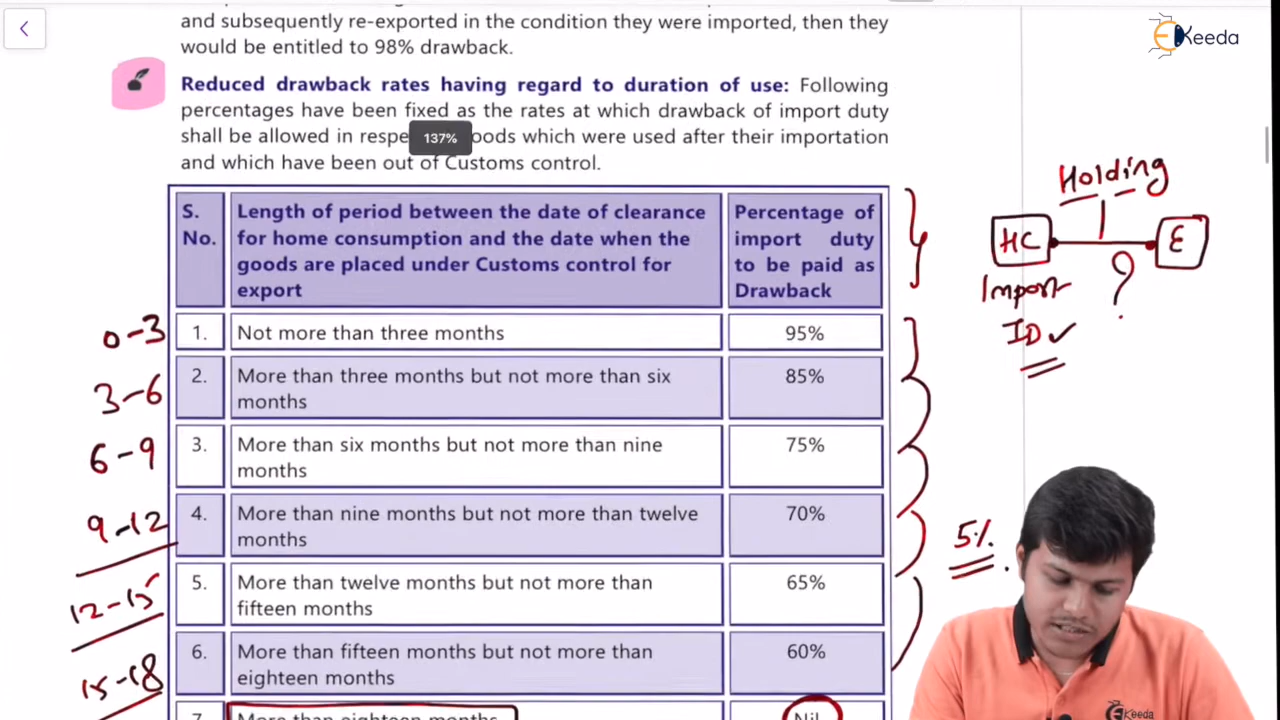 and subsequently re-exported in the condition they were imported, then they
would be entitled to 98% drawback.
Keeda
Reduced drawback rates having regard to duration of use: Following
percentages have been fixed as the rates at which drawback of import duty
shall be allowed in respe
137%
oods which were used after their importation
and which have been out of Customs control.
Holding
HC
E
?
Import
ID ✓
S. No.
Length of period between the date of clearance
for home consumption and the date when the
goods are placed under Customs control for
export
Percentage of
import duty
to be paid as
Drawback
0-3
1.
Not more than three months
95%
3-6
2.
More than three months but not more than six
months
85%
6-9
3.
More than six months but not more than nine
months
75%
9-12
4.
More than nine months but not more than twelve
months
70%
5%.
12-15
5.
More than twelve months but not more than
fifteen months
65%
15-18
6.
More than fifteen months but not more than
eighteen months
60%
7.
More than eighteen months
Nil
Keeda